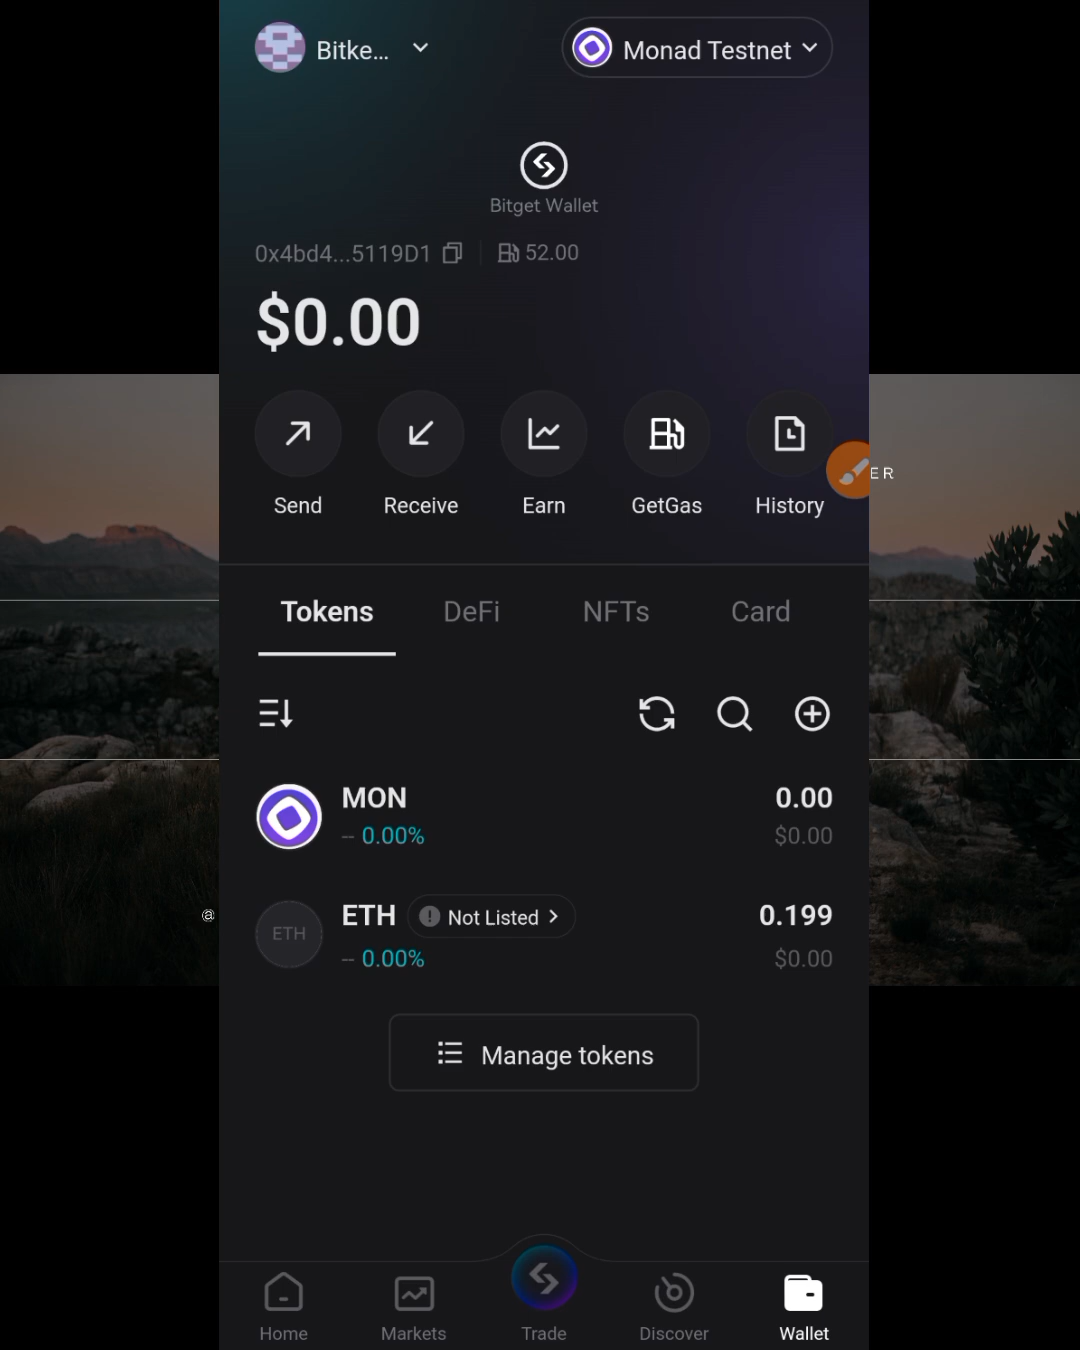 Bitke...
Monad Testnet
Bitget Wallet
0x4bd4...5119D1
52.00
$0.00
Send
Receive
Earn
GetGas
History
ER
Tokens
DeFi
NFTs
Card
MON
0.00
-- 0.00%
$0.00
ETH
ETH
Not Listed
0.199
-- 0.00%
$0.00
@
Manage tokens
Home
Markets
Trade
Discover
Wallet